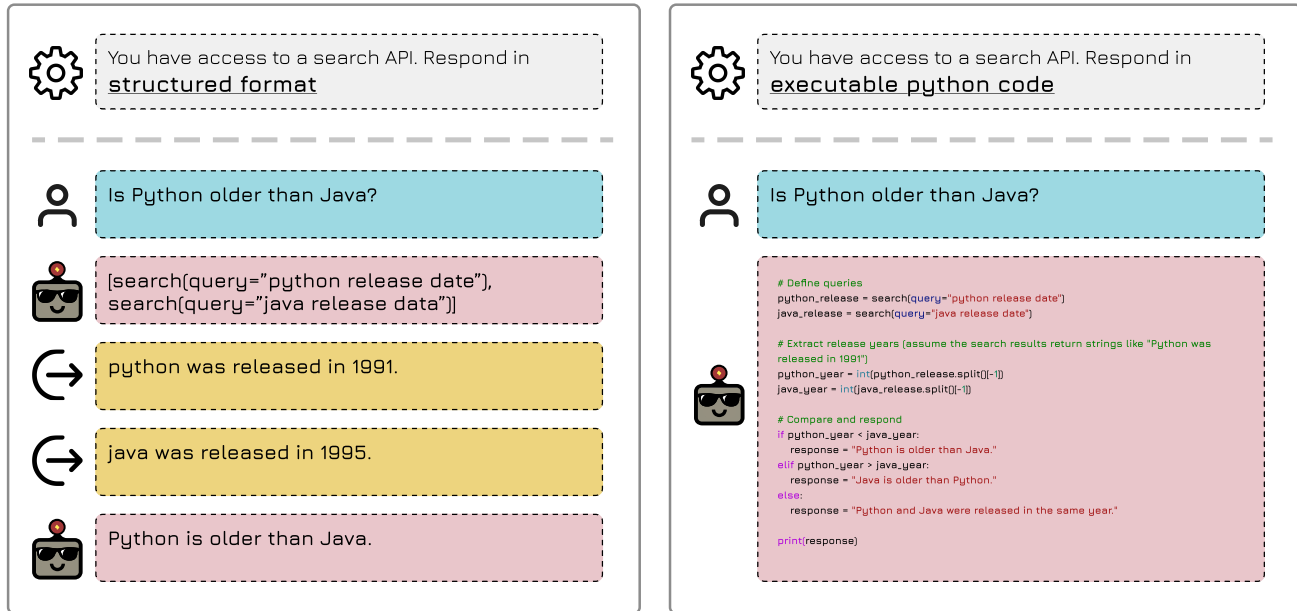 You have access to a search API. Respond in
structured format
Is Python older than Java?
[search(query=”python release date”),
search(query=”java release data”)]
python was released in 1991.
java was released in 1995.
Python is older than Java.
You have access to a search API. Respond in
executable python code
Is Python older than Java?
# Define queries
python_release = search(query="python release date")
java_release = search(query="java release date")
# Extract release years (assume the search results return strings like "Python was
released in 1991")
python_year = int(python_release.split()[-1])
java_year = int(java_release.split()[-1])
# Compare and respond
if python_year < java_year:
    response = "Python is older than Java."
elif python_year > java_year:
    response = "Java is older than Python."
else:
    response = "Python and Java were released in the same year."
print(response)